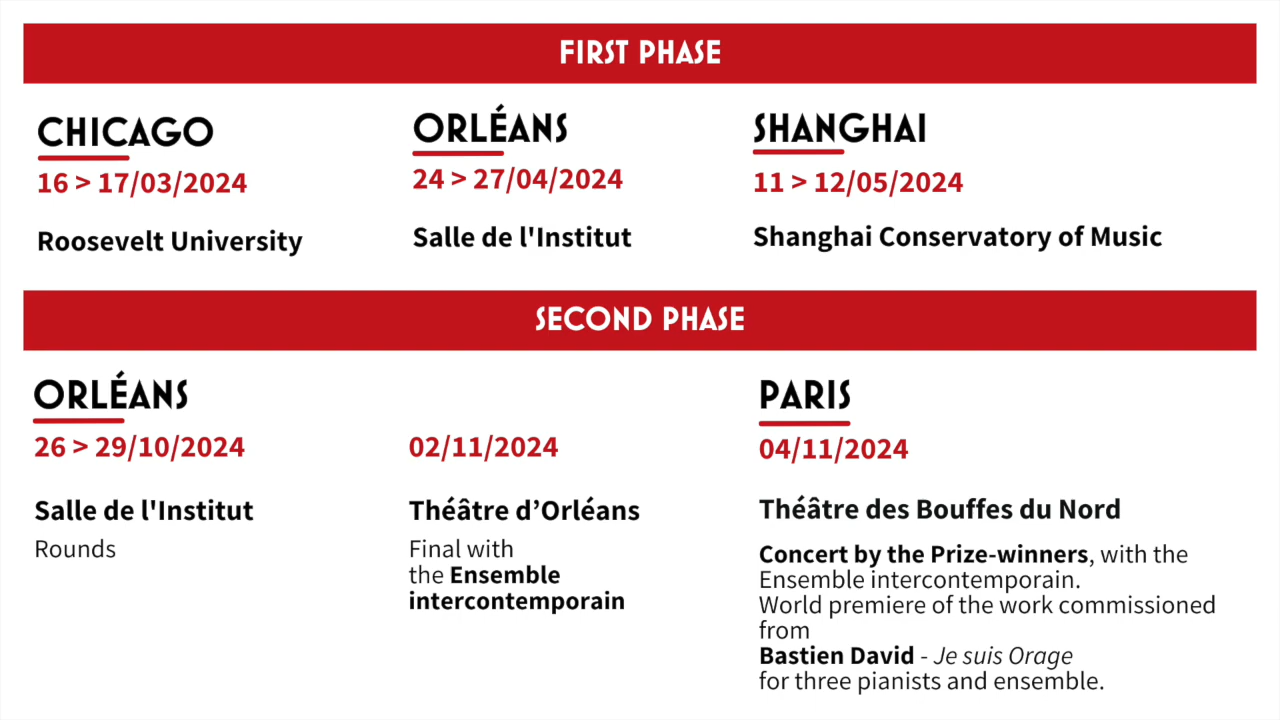 FIRST PHASE
CHICAGO
16 > 17/03/2024
Roosevelt University
ORLÉANS
24 > 27/04/2024
Salle de l'Institut
SHANGHAI
11 > 12/05/2024
Shanghai Conservatory of Music
SECOND PHASE
ORLÉANS
26 > 29/10/2024
Salle de l'Institut
Rounds
02/11/2024
Théâtre d’Orléans
Final with
the Ensemble
intercontemporain
PARIS
04/11/2024
Théâtre des Bouffes du Nord
Concert by the Prize-winners, with the
Ensemble intercontemporain.
World premiere of the work commissioned
from
Bastien David - Je suis Orage
for three pianists and ensemble.